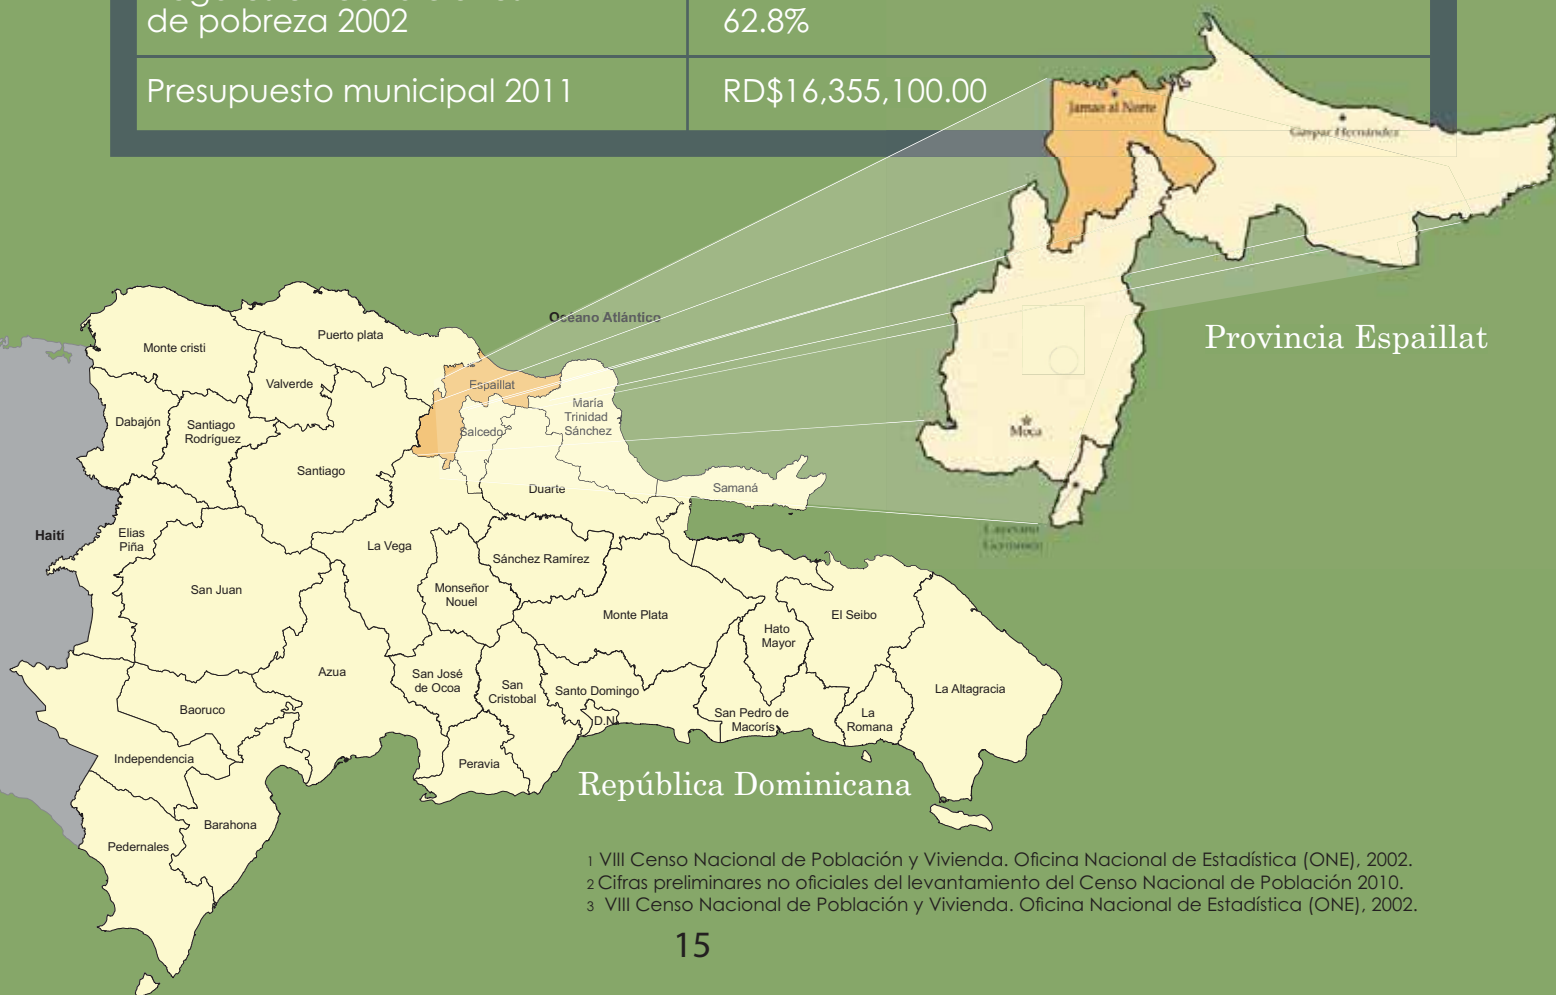 de pobreza 2002 62.8%
Presupuesto municipal 2011 RD$16,355,100.00
Jamao al Norte
Gaspar Hernández
Provincia Espaillat
Moca
Océano Atlántico
Puerto plata
Monte cristi
Valverde
Espaillat
María
Trinidad
Sánchez
Dabajón
Santiago
Rodríguez
Salcedo
Santiago
Duarte
Samaná
Haití
Elias
Piña
La Vega
Sánchez Ramírez
San Juan
Monseñor
Nouel
Monte Plata
El Seibo
Hato
Mayor
Azua
San José
de Ocoa
San
Cristobal
Santo Domingo
La Altagracia
Baoruco
D.N.
San Pedro de
Macorís
La
Romana
Independencia
Peravia
República Dominicana
Barahona
Pedernales
1 VIII Censo Nacional de Población y Vivienda. Oficina Nacional de Estadística (ONE), 2002.
2 Cifras preliminares no oficiales del levantamiento del Censo Nacional de Población 2010.
3 VIII Censo Nacional de Población y Vivienda. Oficina Nacional de Estadística (ONE), 2002.
15